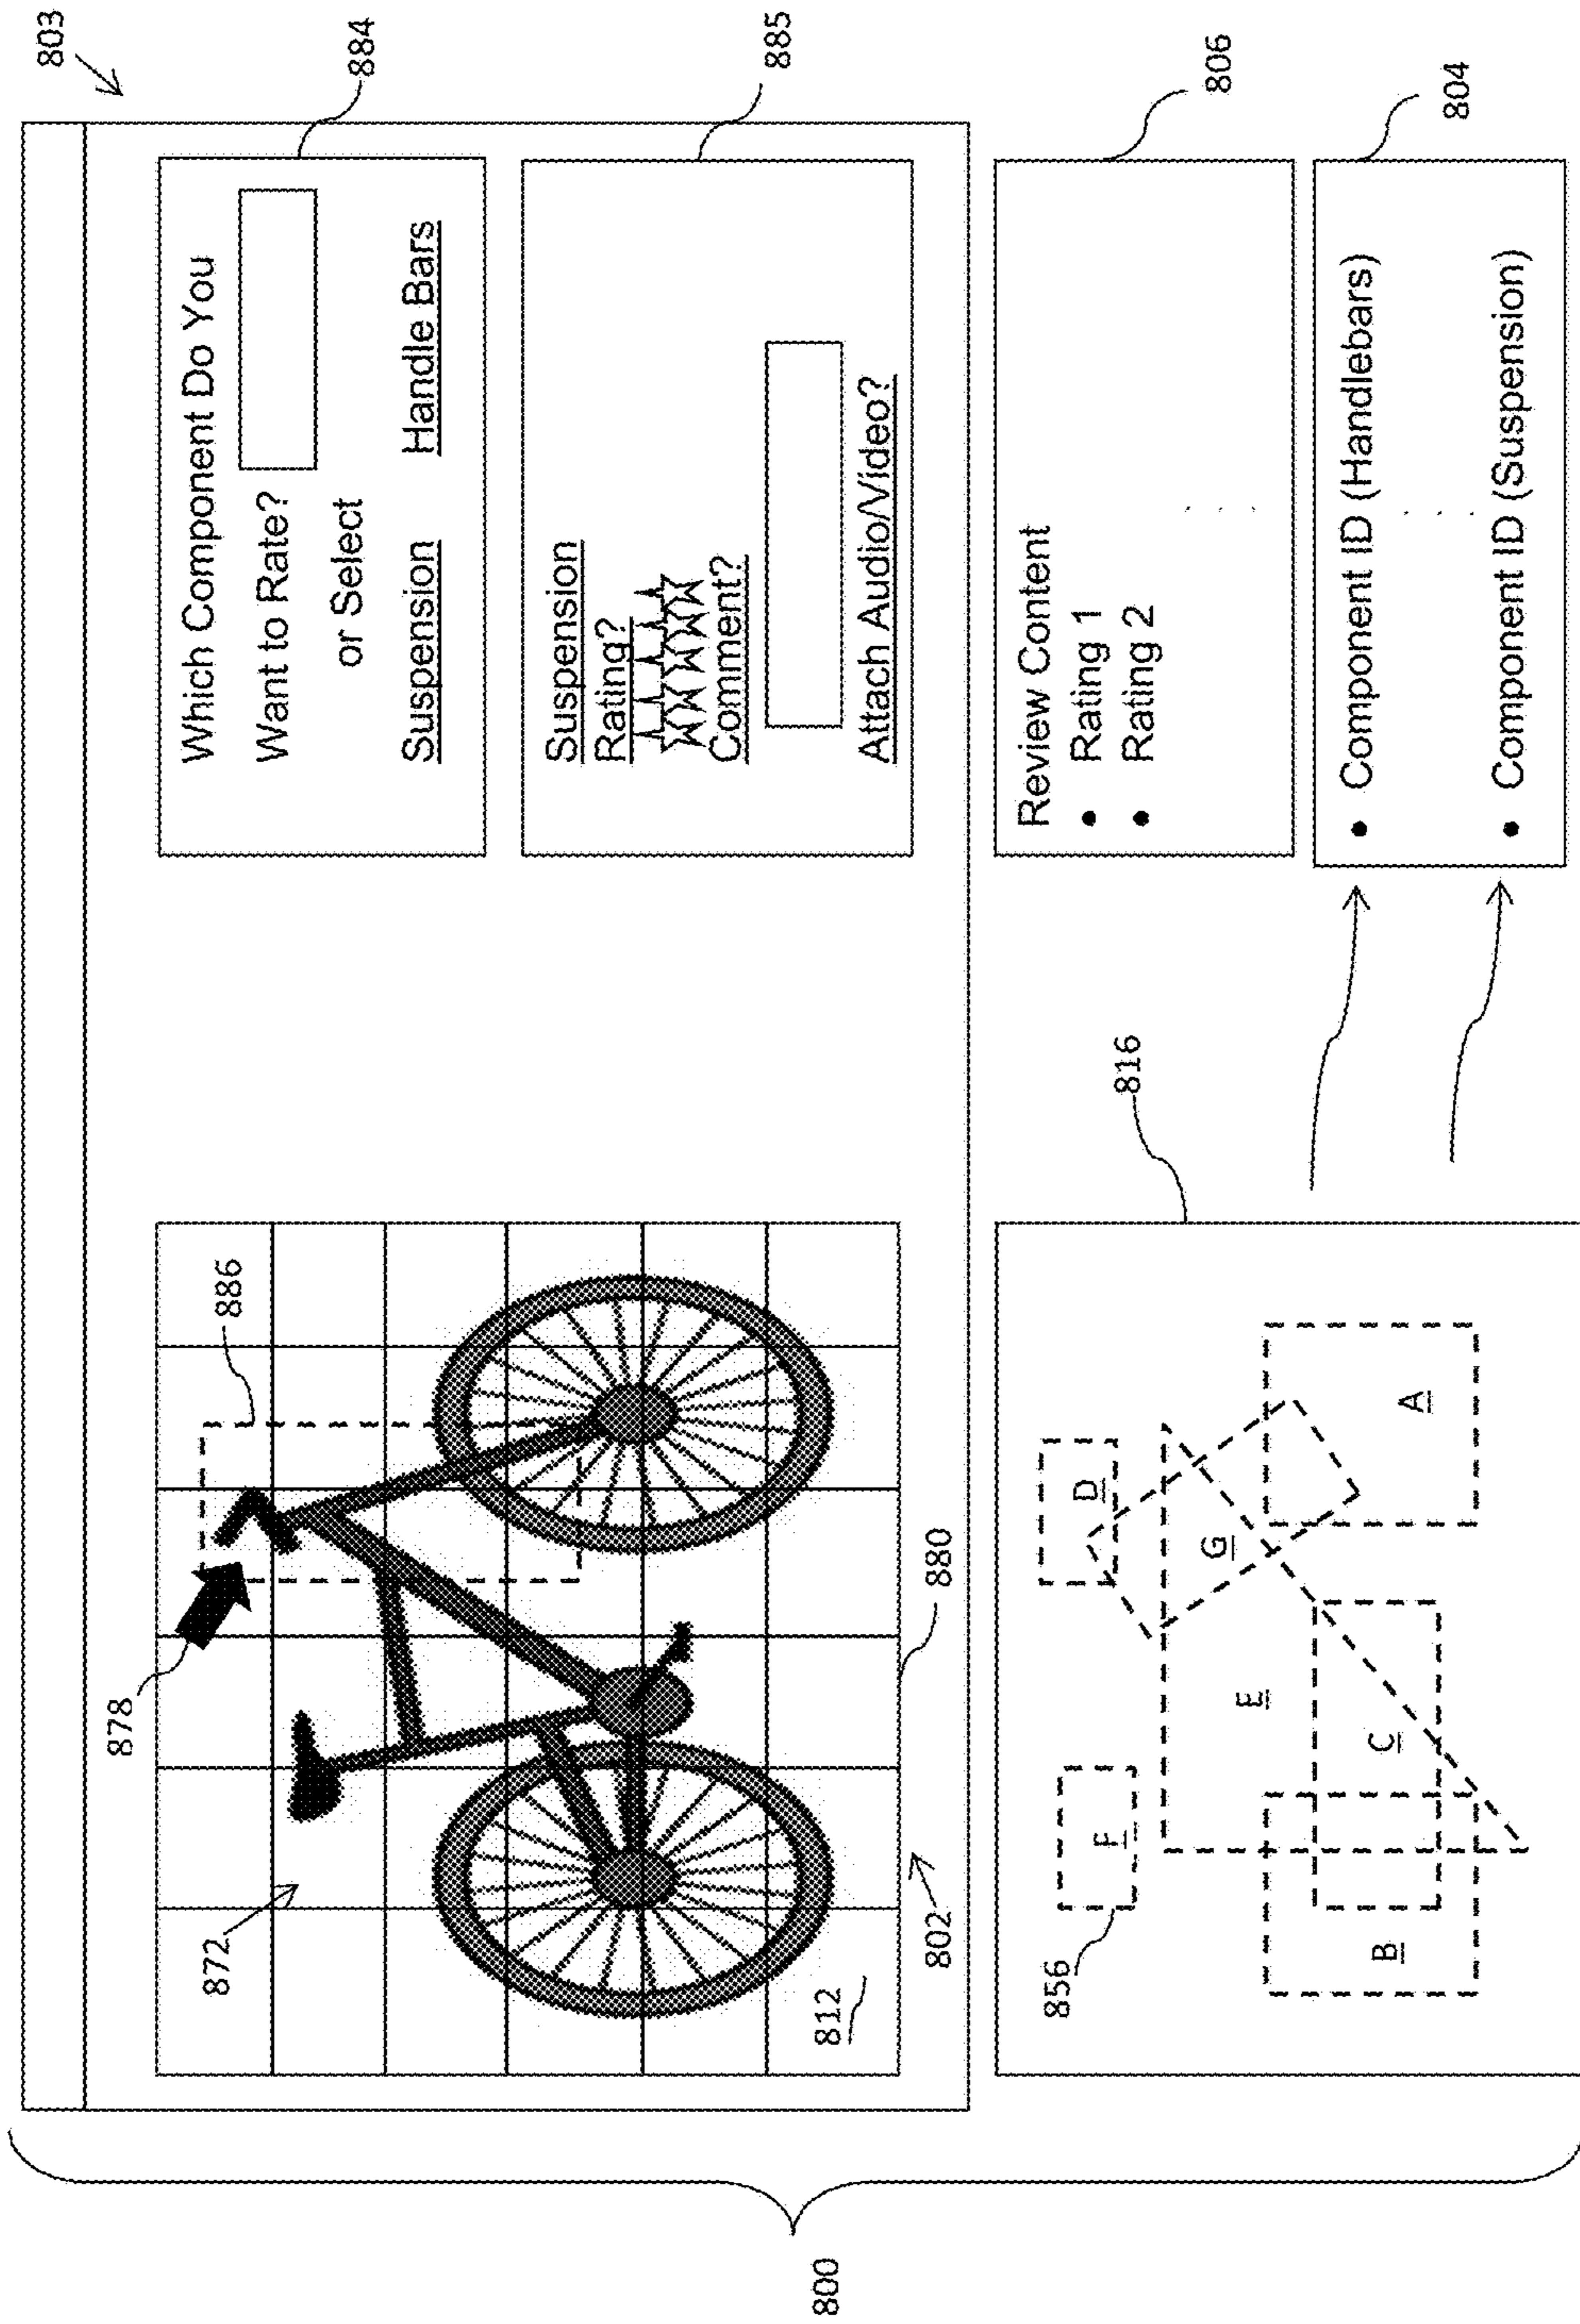 803
884
Which Component Do You
Want to Rate?
or Select
Suspension Handle Bars
885
Suspension
Rating?
Comment?
Attach Audio/Video?
878
886
872
812
802
880
806
Review Content
• Rating 1
• Rating 2
804
• Component ID (Handlebars)
• Component ID (Suspension)
816
856
F
D
G
E
B
C
A
800